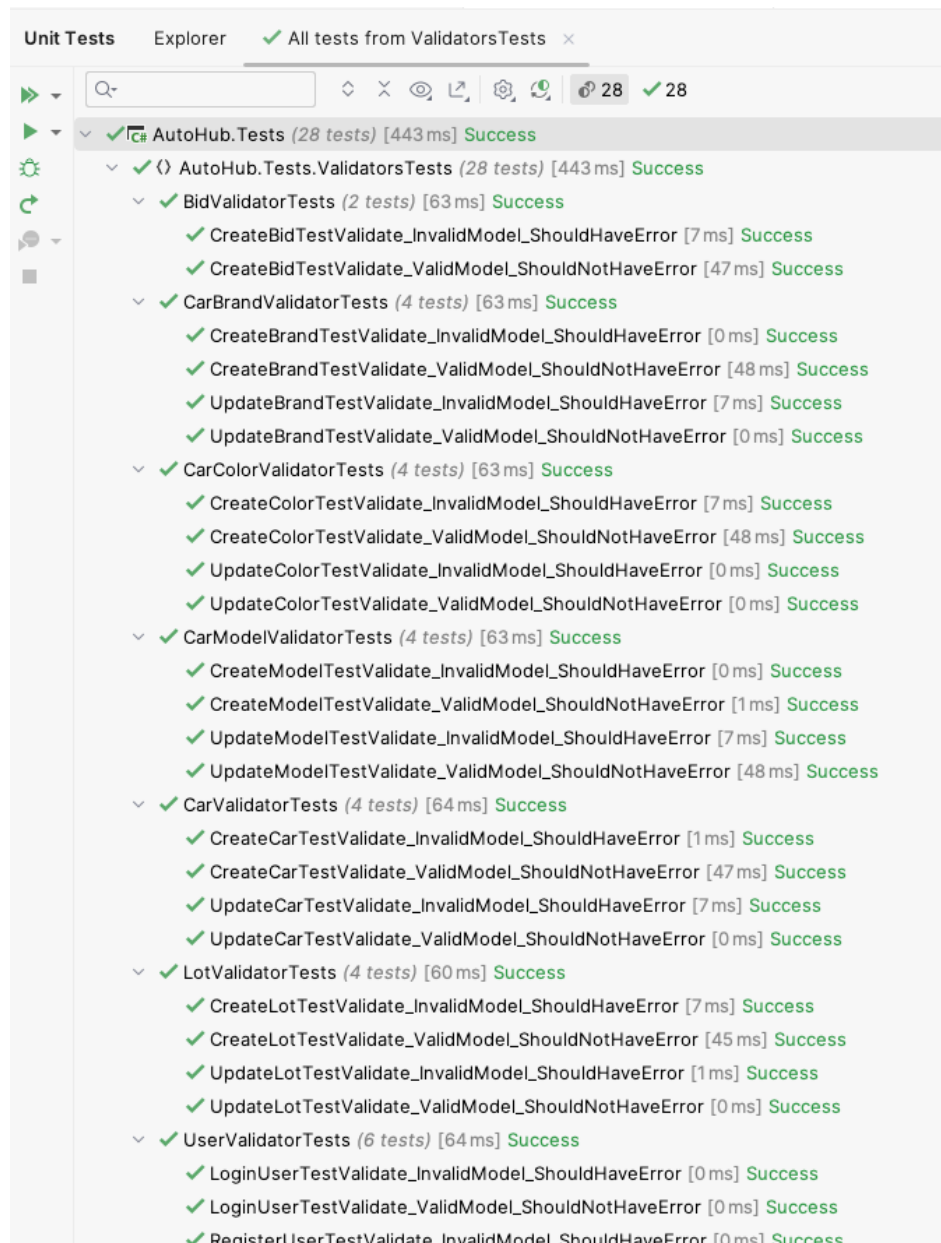 Unit Tests Explorer All tests from ValidatorsTests ×
28 28
C# AutoHub.Tests (28 tests) [443 ms] Success
{} AutoHub.Tests.ValidatorsTests (28 tests) [443 ms] Success
BidValidatorTests (2 tests) [63 ms] Success
CreateBidTestValidate_InvalidModel_ShouldHaveError [7 ms] Success
CreateBidTestValidate_ValidModel_ShouldNotHaveError [47 ms] Success
CarBrandValidatorTests (4 tests) [63 ms] Success
CreateBrandTestValidate_InvalidModel_ShouldHaveError [0 ms] Success
CreateBrandTestValidate_ValidModel_ShouldNotHaveError [48 ms] Success
UpdateBrandTestValidate_InvalidModel_ShouldHaveError [7 ms] Success
UpdateBrandTestValidate_ValidModel_ShouldNotHaveError [0 ms] Success
CarColorValidatorTests (4 tests) [63 ms] Success
CreateColorTestValidate_InvalidModel_ShouldHaveError [7 ms] Success
CreateColorTestValidate_ValidModel_ShouldNotHaveError [48 ms] Success
UpdateColorTestValidate_InvalidModel_ShouldHaveError [0 ms] Success
UpdateColorTestValidate_ValidModel_ShouldNotHaveError [0 ms] Success
CarModelValidatorTests (4 tests) [63 ms] Success
CreateModelTestValidate_InvalidModel_ShouldHaveError [0 ms] Success
CreateModelTestValidate_ValidModel_ShouldNotHaveError [1 ms] Success
UpdateModelTestValidate_InvalidModel_ShouldHaveError [7 ms] Success
UpdateModelTestValidate_ValidModel_ShouldNotHaveError [48 ms] Success
CarValidatorTests (4 tests) [64 ms] Success
CreateCarTestValidate_InvalidModel_ShouldHaveError [1 ms] Success
CreateCarTestValidate_ValidModel_ShouldNotHaveError [47 ms] Success
UpdateCarTestValidate_InvalidModel_ShouldHaveError [7 ms] Success
UpdateCarTestValidate_ValidModel_ShouldNotHaveError [0 ms] Success
LotValidatorTests (4 tests) [60 ms] Success
CreateLotTestValidate_InvalidModel_ShouldHaveError [7 ms] Success
CreateLotTestValidate_ValidModel_ShouldNotHaveError [45 ms] Success
UpdateLotTestValidate_InvalidModel_ShouldHaveError [1 ms] Success
UpdateLotTestValidate_ValidModel_ShouldNotHaveError [0 ms] Success
UserValidatorTests (6 tests) [64 ms] Success
LoginUserTestValidate_InvalidModel_ShouldHaveError [0 ms] Success
LoginUserTestValidate_ValidModel_ShouldNotHaveError [0 ms] Success
RegisterUserTestValidate_InvalidModel_ShouldHaveError [0 ms] Success